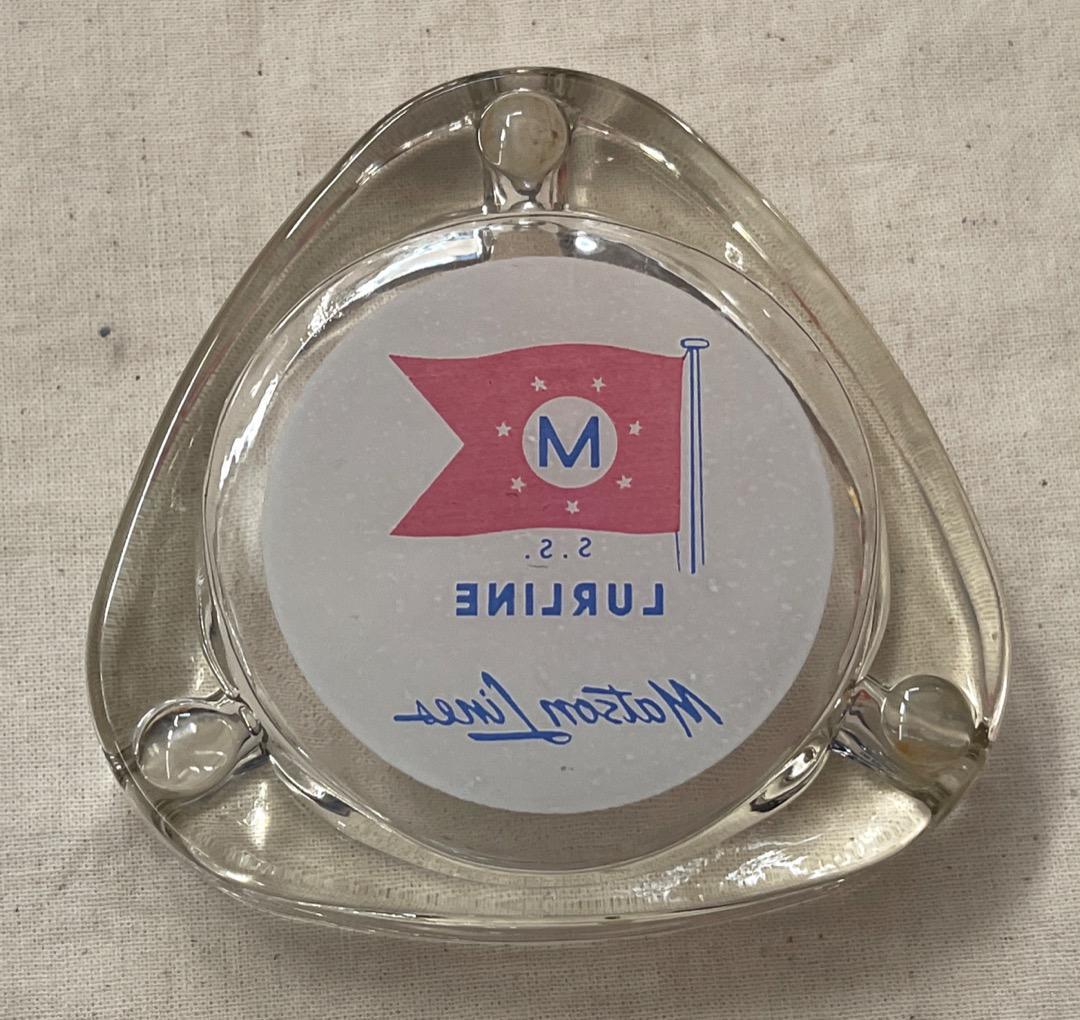 M
S.S.
LURLINE
Matson Lines